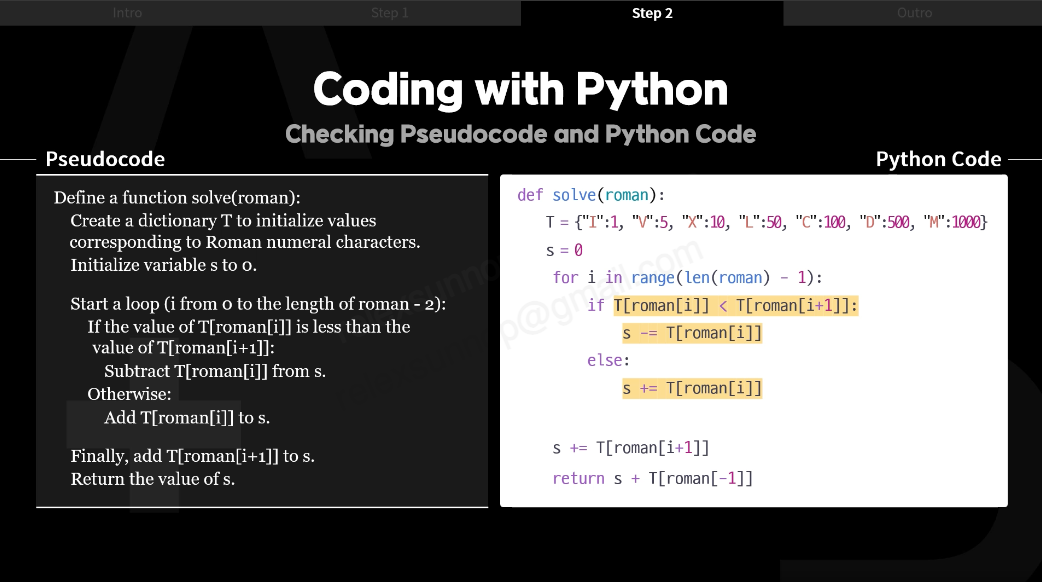 Intro
Step 1
Step 2
Outro
Coding with Python
Checking Pseudocode and Python Code
Pseudocode
Define a function solve(roman):
Create a dictionary T to initialize values
corresponding to Roman numeral characters.
Initialize variable s to 0.
Start a loop (i from 0 to the length of roman - 2):
If the value of T[roman[i]] is less than the
value of T[roman[i+1]]:
Subtract T[roman[i]] from s.
Otherwise:
Add T[roman[i]] to s.
Finally, add T[roman[i+1]] to s.
Return the value of s.
Python Code
def solve(roman):
T = {"I":1, "V":5, "X":10, "L":50, "C":100, "D":500, "M":1000}
s = 0
for i in range(len(roman) - 1):
if T[roman[i]] < T[roman[i+1]]:
s -= T[roman[i]]
else:
s += T[roman[i]]
s += T[roman[i+1]]
return s + T[roman[-1]]